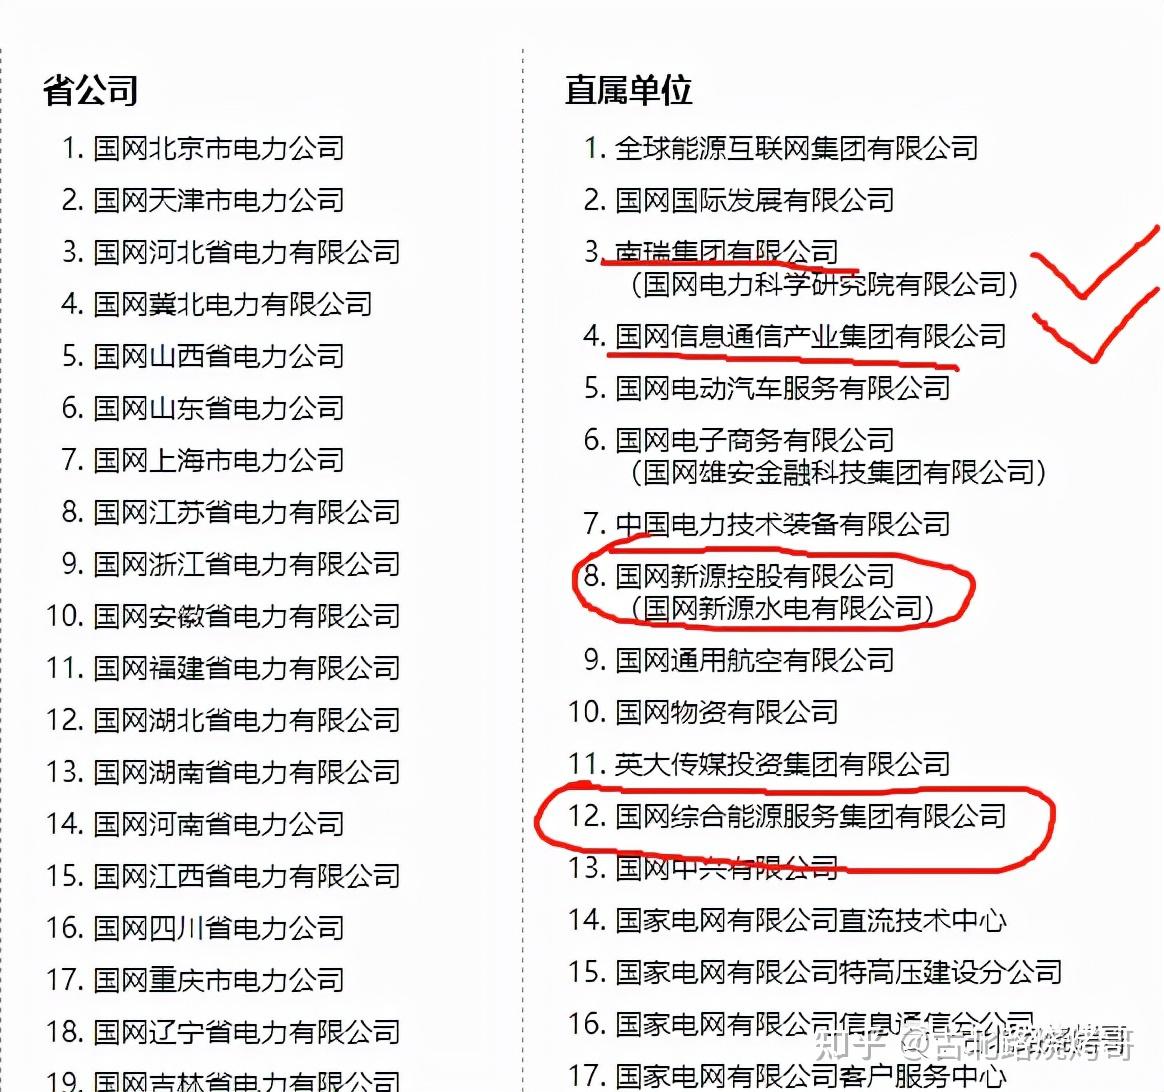 省公司
1. 国网北京市电力公司
2. 国网天津市电力公司
3. 国网河北省电力有限公司
4. 国网冀北电力有限公司
5. 国网山西省电力公司
6. 国网山东省电力公司
7. 国网上海市电力公司
8. 国网江苏省电力有限公司
9. 国网浙江省电力有限公司
10. 国网安徽省电力有限公司
11. 国网福建省电力有限公司
12. 国网湖北省电力有限公司
13. 国网湖南省电力有限公司
14. 国网河南省电力公司
15. 国网江西省电力有限公司
16. 国网四川省电力公司
17. 国网重庆市电力公司
18. 国网辽宁省电力有限公司
19. 国网吉林省电力有限公司
直属单位
1. 全球能源互联网集团有限公司
2. 国网国际发展有限公司
3. 南瑞集团有限公司
（国网电力科学研究院有限公司）
4. 国网信息通信产业集团有限公司
5. 国网电动汽车服务有限公司
6. 国网电子商务有限公司
（国网雄安金融科技集团有限公司）
7. 中国电力技术装备有限公司
8. 国网新源控股有限公司
（国网新源水电有限公司）
9. 国网通用航空有限公司
10. 国网物资有限公司
11. 英大传媒投资集团有限公司
12. 国网综合能源服务集团有限公司
13. 国网中兴有限公司
14. 国家电网有限公司直流技术中心
15. 国家电网有限公司特高压建设分公司
16. 国家电网有限公司信息通信分公司
17. 国家电网有限公司客户服务中心
知乎 @古北路烧烤哥